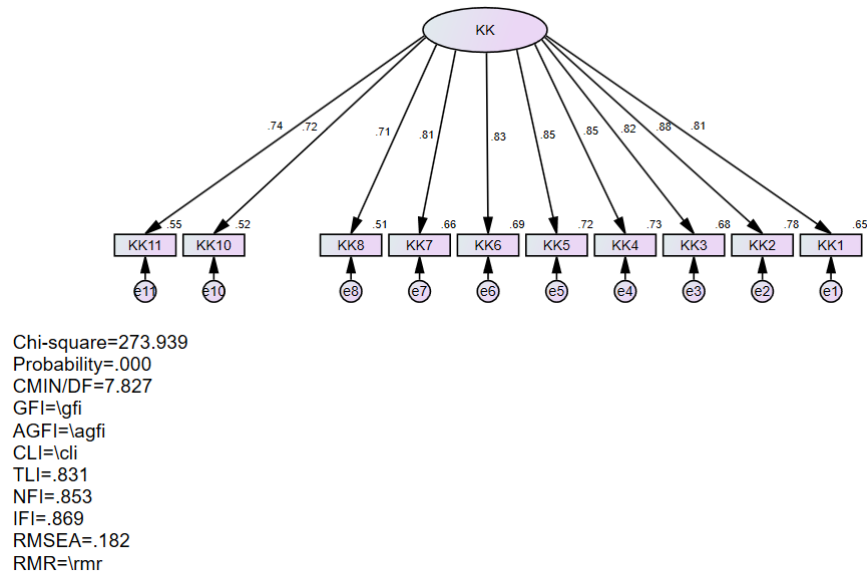 KK
.74 .72 .71 .81 .83 .85 .85 .82 .88 .81
.55 .52 .51 .66 .69 .72 .73 .68 .78 .65
KK11 KK10 KK8 KK7 KK6 KK5 KK4 KK3 KK2 KK1
e11 e10 e8 e7 e6 e5 e4 e3 e2 e1
Chi-square=273.939
Probability=.000
CMIN/DF=7.827
GFI=\gfi
AGFI=\agfi
CLI=\cli
TLI=.831
NFI=.853
IFI=.869
RMSEA=.182
RMR=\rmr